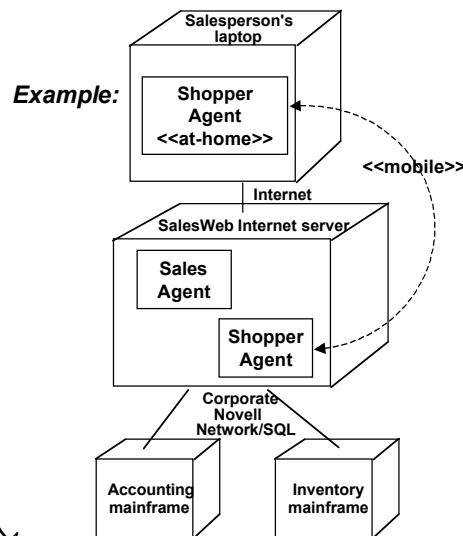 Salesperson's
laptop
Example:
Shopper
Agent
<<at-home>>
<<mobile>>
Internet
SalesWeb Internet server
Sales
Agent
Shopper
Agent
Corporate
Novell
Network/SQL
Accounting
mainframe
Inventory
mainframe